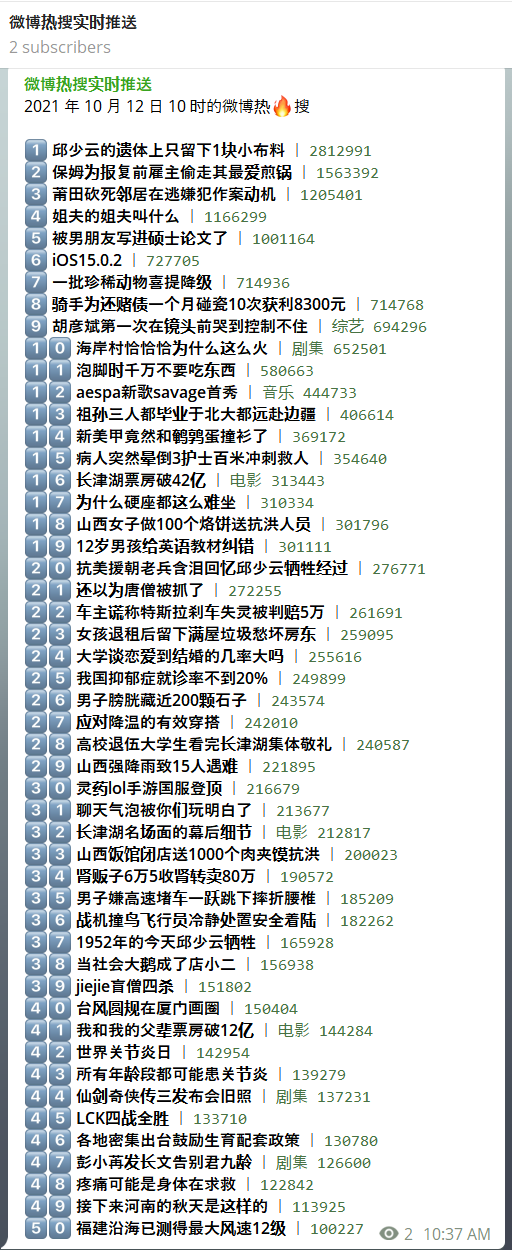 微博热搜实时推送
2 subscribers
微博热搜实时推送
2021 年 10 月 12 日 10 时的微博热🔥搜
1 邱少云的遗体上只留下1块小布料 | 2812991
2 保姆为报复前雇主偷走其最爱煎锅 | 1563392
3 莆田砍死邻居在逃嫌犯作案动机 | 1205401
4 姐夫的姐夫叫什么 | 1166299
5 被男朋友写进硕士论文了 | 1001164
6 iOS15.0.2 | 727705
7 一批珍稀动物喜提降级 | 714936
8 骑手为还赌债一个月碰瓷10次获利8300元 | 714768
9 胡彦斌第一次在镜头前哭到控制不住 | 综艺 694296
10 海岸村恰恰恰为什么这么火 | 剧集 652501
11 泡脚时千万不要吃东西 | 580663
12 aespa新歌savage首秀 | 音乐 444733
13 祖孙三人都毕业于北大都远赴边疆 | 406614
14 新美甲竟然和鹌鹑蛋撞衫了 | 369172
15 病人突然晕倒3护士百米冲刺救人 | 354640
16 长津湖票房破42亿 | 电影 313443
17 为什么硬座都这么难坐 | 310334
18 山西女子做100个烙饼送抗洪人员 | 301796
19 12岁男孩给英语教材纠错 | 301111
20 抗美援朝老兵含泪回忆邱少云牺牲经过 | 276771
21 还以为唐僧被抓了 | 272255
22 车主谎称特斯拉刹车失灵被判赔5万 | 261691
23 女孩退租后留下满屋垃圾愁坏房东 | 259095
24 大学谈恋爱到结婚的几率大吗 | 255616
25 我国抑郁症就诊率不到20% | 249899
26 男子膀胱藏近200颗石子 | 243574
27 应对降温的有效穿搭 | 242010
28 高校退伍大学生看完长津湖集体敬礼 | 240587
29 山西强降雨致15人遇难 | 221895
30 灵药lol手游国服登顶 | 216679
31 聊天气泡被你们玩明白了 | 213677
32 长津湖名场面的幕后细节 | 电影 212817
33 山西饭馆闭店送1000个肉夹馍抗洪 | 200023
34 肾贩子6万5收肾转卖80万 | 190572
35 男子嫌高速堵车一跃跳下摔折腰椎 | 185209
36 战机撞鸟飞行员冷静处置安全着陆 | 182262
37 1952年的今天邱少云牺牲 | 165928
38 当社会大鹅成了店小二 | 156938
39 jiejie盲僧四杀 | 151802
40 台风圆规在厦门画圈 | 150404
41 我和我的父辈票房破12亿 | 电影 144284
42 世界关节炎日 | 142954
43 所有年龄段都可能患关节炎 | 139279
44 仙剑奇侠传三发布会旧照 | 剧集 137231
45 LCK四战全胜 | 133710
46 各地密集出台鼓励生育配套政策 | 130780
47 彭小苒发长文告别君九龄 | 剧集 126600
48 疼痛可能是身体在求救 | 122842
49 接下来河南的秋天是这样的 | 113925
50 福建沿海已测得最大风速12级 | 100227 2 10:37 AM